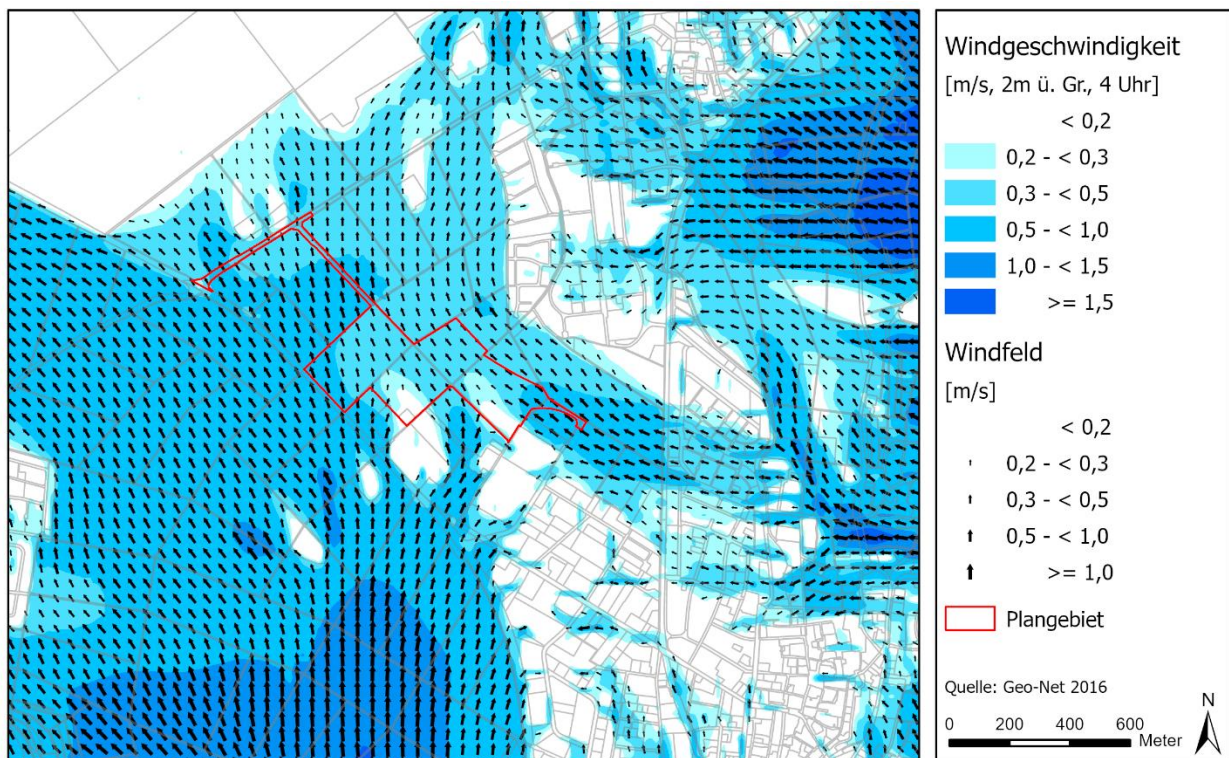 Windgeschwindigkeit
[m/s, 2m ü. Gr., 4 Uhr]
< 0,2
0,2 - < 0,3
0,3 - < 0,5
0,5 - < 1,0
1,0 - < 1,5
>= 1,5
Windfeld
[m/s]
< 0,2
0,2 - < 0,3
0,3 - < 0,5
0,5 - < 1,0
>= 1,0
Plangebiet
Quelle: Geo-Net 2016
N
0 200 400 600
Meter